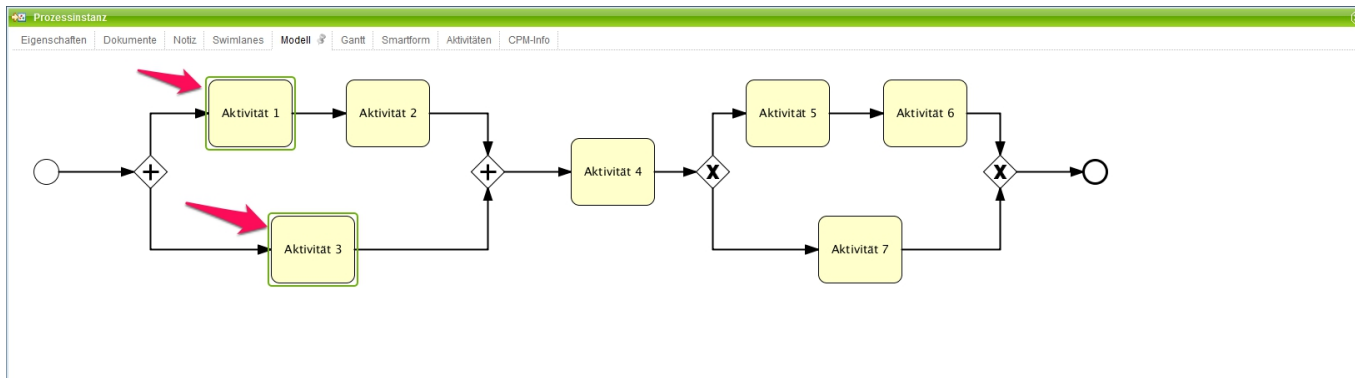 Prozessinstanz
Eigenschaften Dokumente Notiz Swimlanes Modell Gantt Smartform Aktivitäten CPM-Info
Aktivität 1 Aktivität 2 Aktivität 5 Aktivität 6
Aktivität 4
Aktivität 3 Aktivität 7